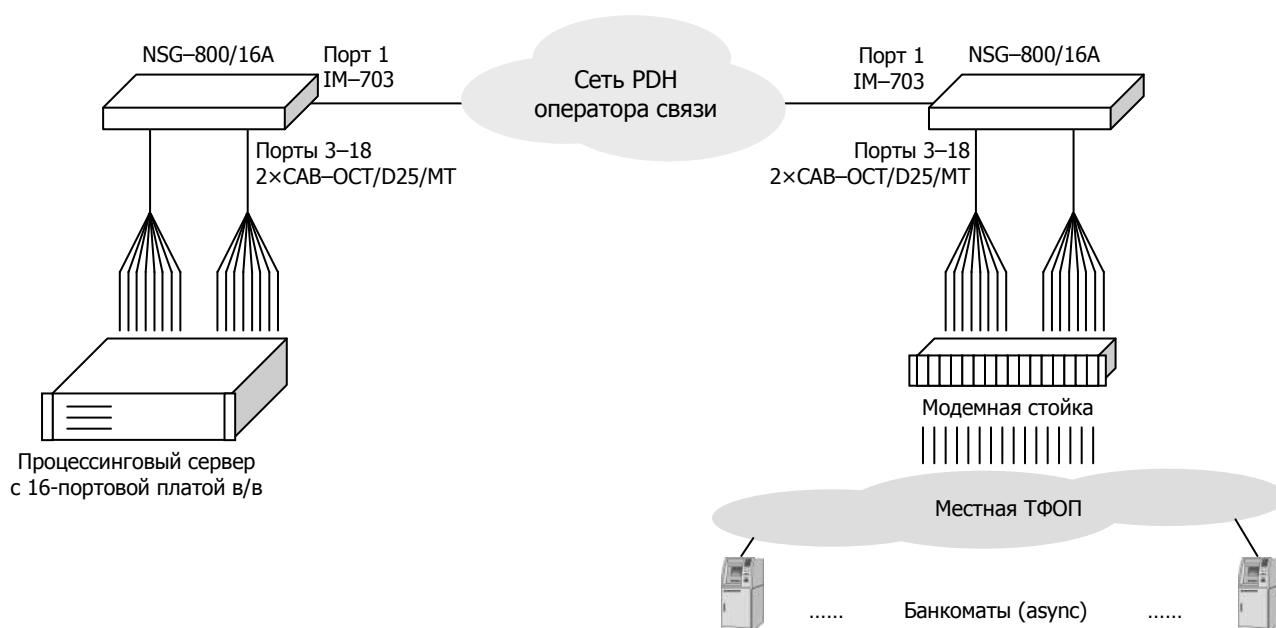 NSG–800/16A
Порт 1
IM–703
Сеть PDH
оператора связи
Порт 1
IM–703
NSG–800/16A
Порты 3–18
2×CAB–OCT/D25/MT
Порты 3–18
2×CAB–OCT/D25/MT
Процессинговый сервер
с 16-портовой платой в/в
Модемная стойка
Местная ТФОП
...... Банкоматы (async) ......